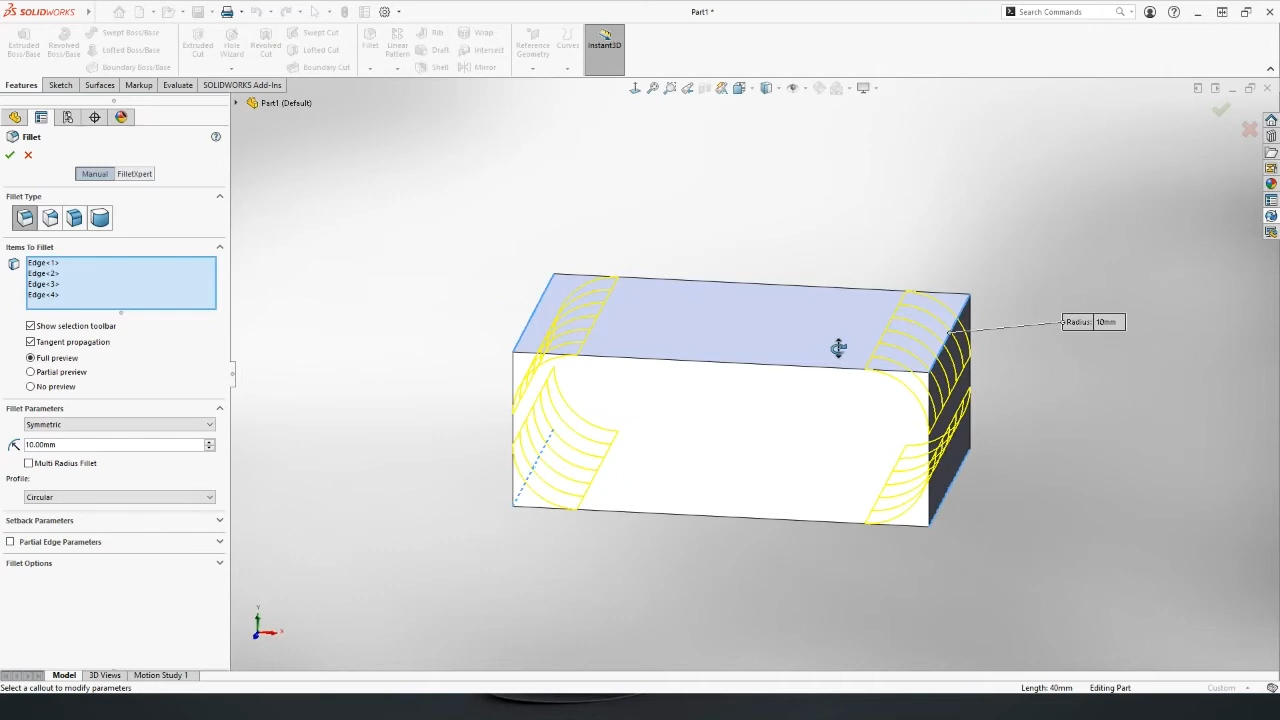 SOLIDWORKS
Part1 *
Search Commands
Extruded Boss/Base
Revolved Boss/Base
Swept Boss/Base
Lofted Boss/Base
Boundary Boss/Base
Extruded Cut
Hole Wizard
Revolved Cut
Swept Cut
Lofted Cut
Boundary Cut
Fillet
Linear Pattern
Rib
Draft
Shell
Wrap
Intersect
Mirror
Reference Geometry
Curves
Instant3D
Features
Sketch
Surfaces
Markup
Evaluate
SOLIDWORKS Add-Ins
Part1 (Default)
Fillet
Manual
FilletXpert
Fillet Type
Items To Fillet
Edge<1>
Edge<2>
Edge<3>
Edge<4>
Show selection toolbar
Tangent propagation
Full preview
Partial preview
No preview
Fillet Parameters
Symmetric
10.00mm
Multi Radius Fillet
Profile:
Circular
Setback Parameters
Partial Edge Parameters
Fillet Options
Radius: 10mm
Y
X
Model
3D Views
Motion Study 1
Select a callout to modify parameters
Length: 40mm
Editing Part
Custom